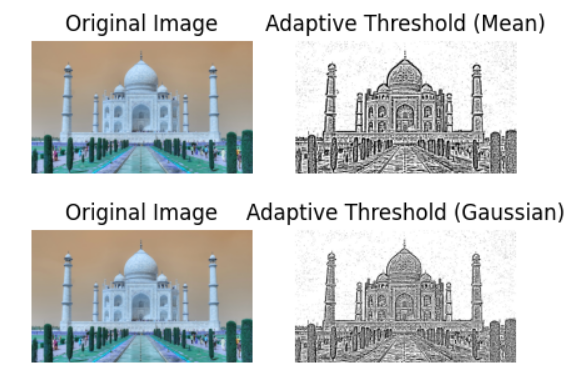 Original Image
Adaptive Threshold (Mean)
Original Image
Adaptive Threshold (Gaussian)